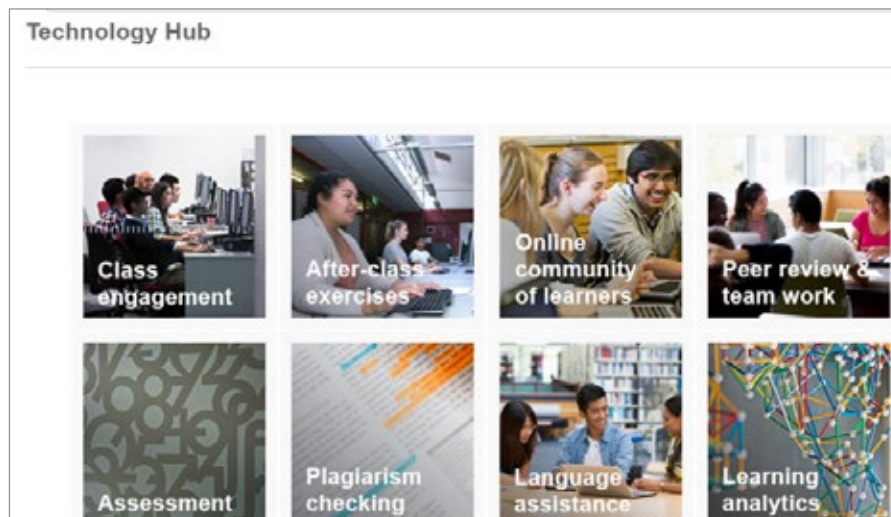 Technology Hub
Class
engagement
After-class
exercises
Online
community
of learners
Peer review &
team work
Assessment
Plagiarism
checking
Language
assistance
Learning
analytics